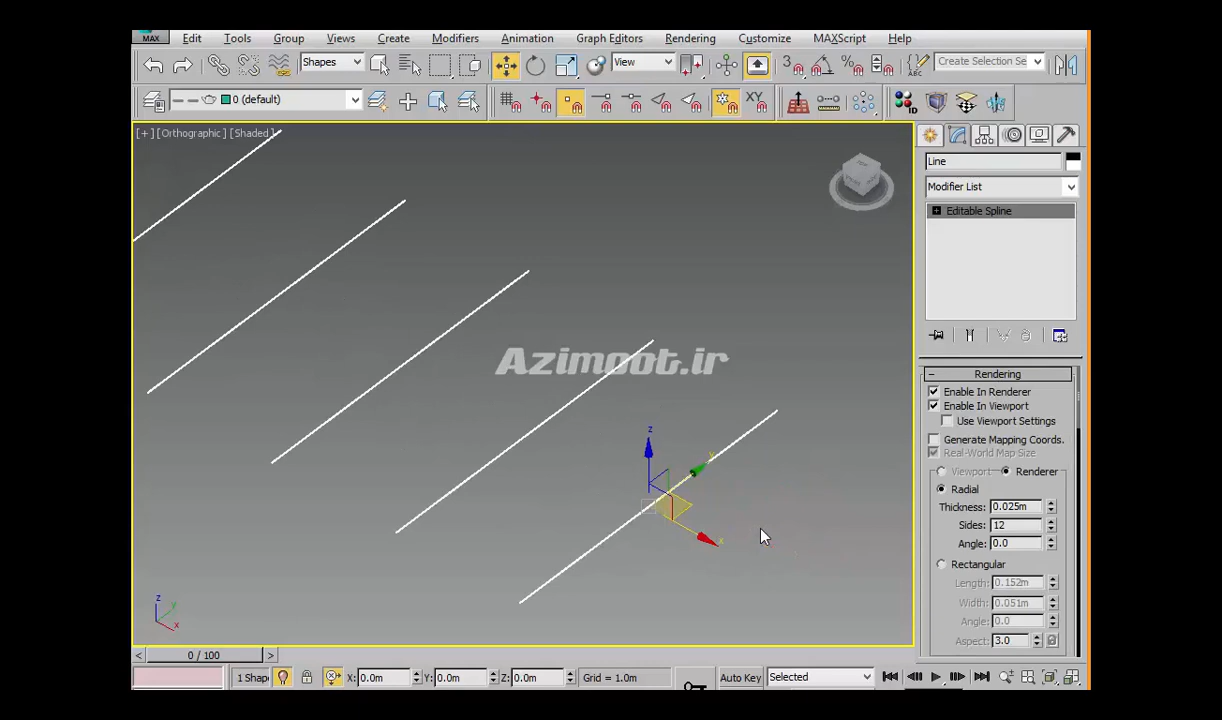 MAX Edit Tools Group Views Create Modifiers Animation Graph Editors Rendering Customize MAXScript Help
Shapes View 3 Create Selection Se
0 (default) XY ID
[+] [Orthographic] [Shaded]
Line
Modifier List
Editable Spline
Azimoot.ir
Rendering
Enable In Renderer
Enable In Viewport
Use Viewport Settings
Generate Mapping Coords.
Real-World Map Size
Viewport Renderer
Radial
Thickness: 0.025m
Sides: 12
Angle: 0.0
Rectangular
Length: 0.152m
Width: 0.051m
Angle: 0.0
Aspect: 3.0
z
x
z
y
x
< 0 / 100 >
1 Shap X: 0.0m Y: 0.0m Z: 0.0m Grid = 1.0m Auto Key Selected